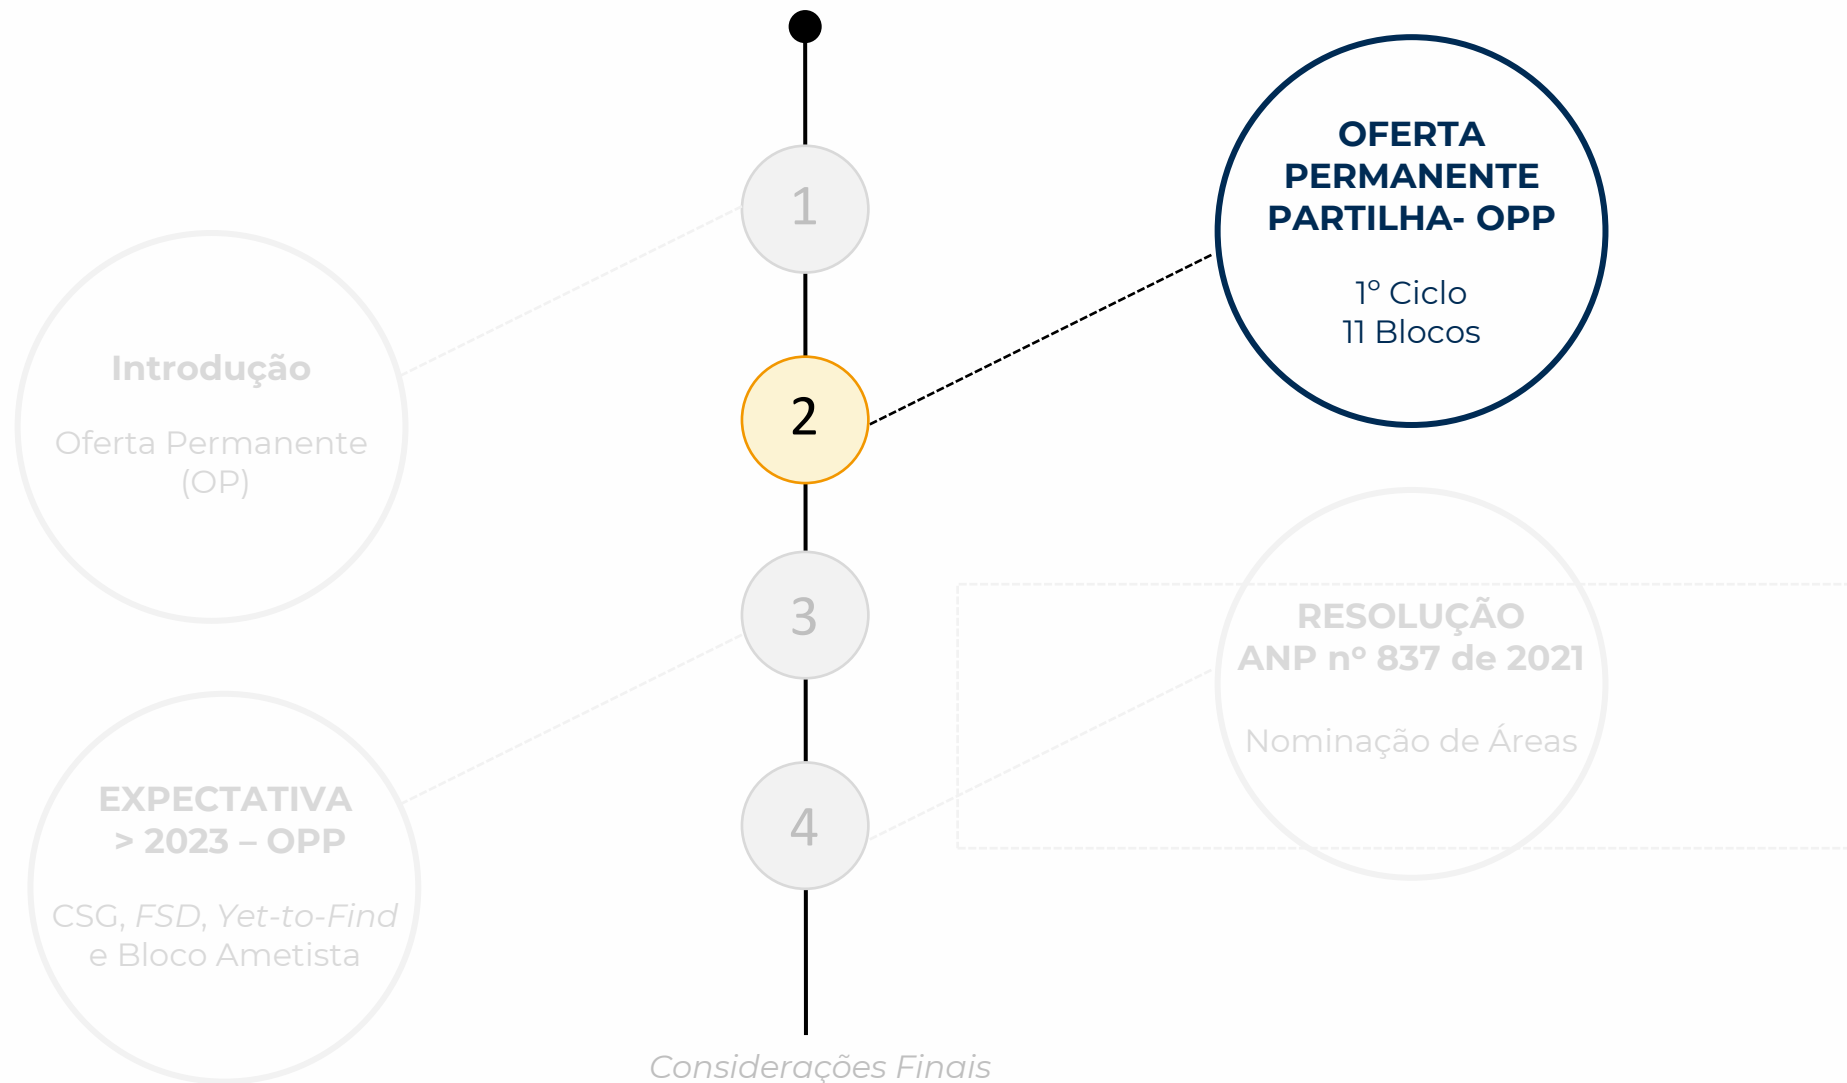 1
Introdução
Oferta Permanente
(OP)
2
OFERTA
PERMANENTE
PARTILHA- OPP
1º Ciclo
11 Blocos
3
EXPECTATIVA
> 2023 – OPP
CSG, FSD, Yet-to-Find
e Bloco Ametista
4
RESOLUÇÃO
ANP nº 837 de 2021
Nominação de Áreas
Considerações Finais